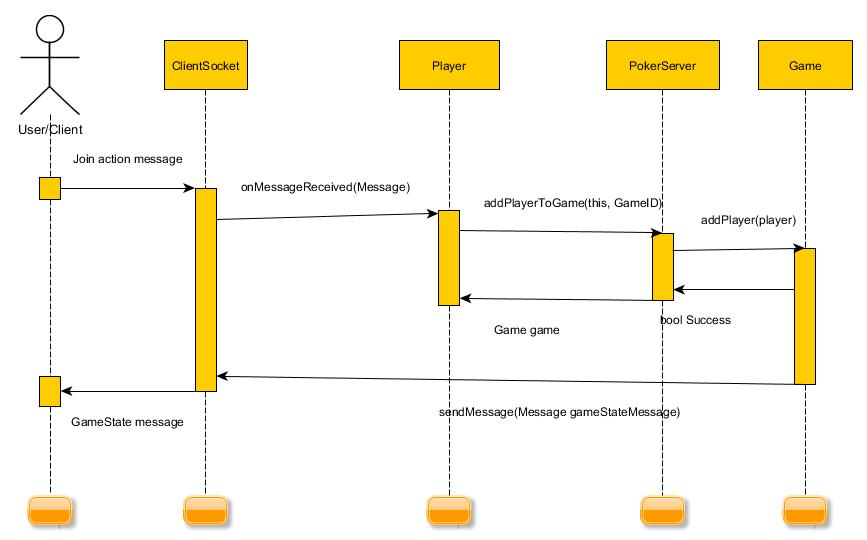 ClientSocket
Player
PokerServer
Game
User/Client
Join action message
onMessageReceived(Message)
addPlayerToGame(this, GameID)
addPlayer(player)
bool Success
Game game
sendMessage(Message gameStateMessage)
GameState message